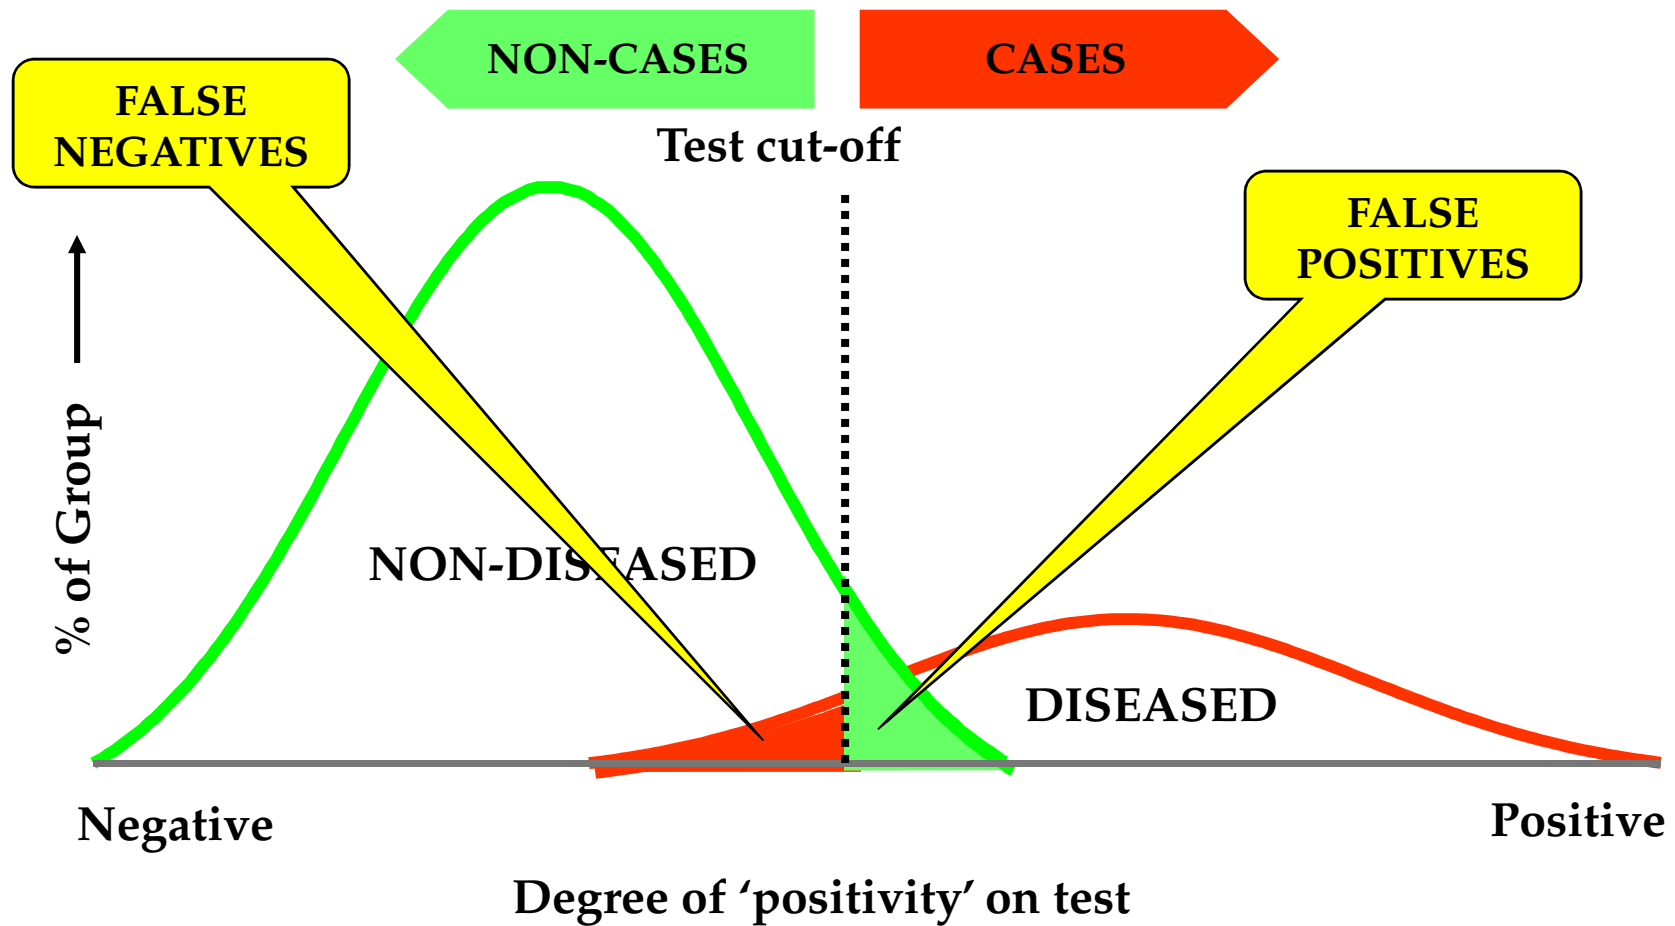 NON-CASES
CASES
FALSE
NEGATIVES
Test cut-off
FALSE
POSITIVES
% of Group
NON-DISEASED
DISEASED
Negative
Positive
Degree of ‘positivity’ on test